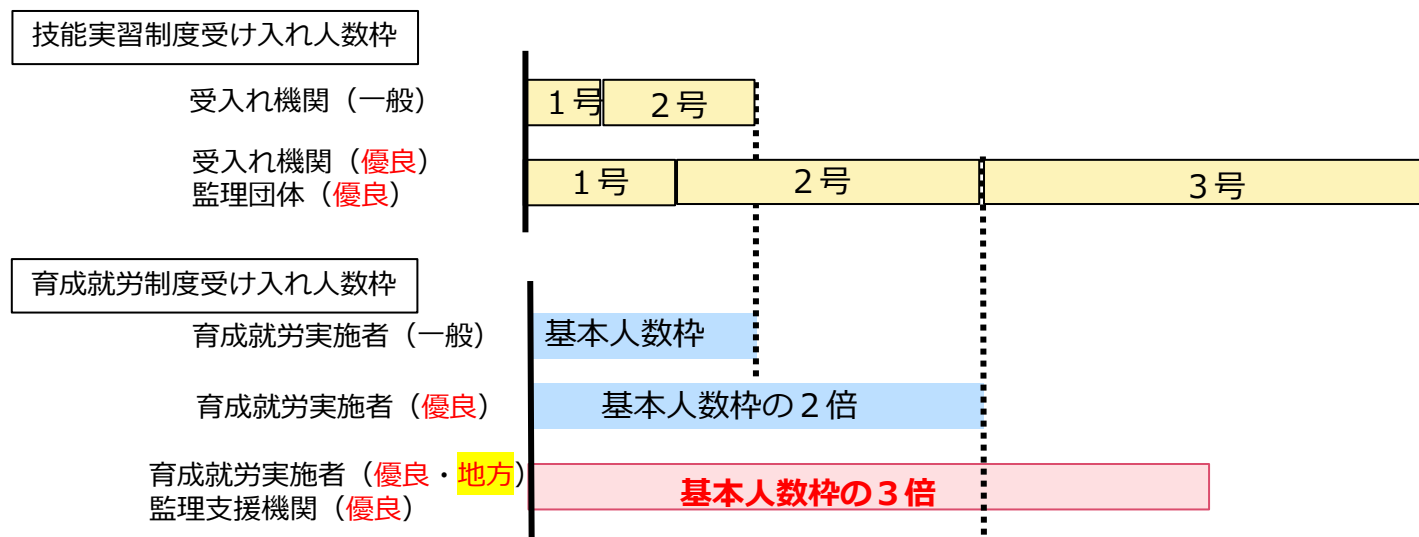 技能実習制度受け入れ人数枠
受入れ機関（一般）
１号
２号
受入れ機関（優良）
監理団体（優良）
１号
２号
３号
育成就労制度受け入れ人数枠
育成就労実施者（一般）
基本人数枠
育成就労実施者（優良）
基本人数枠の２倍
育成就労実施者（優良・地方）
監理支援機関（優良）
基本人数枠の３倍